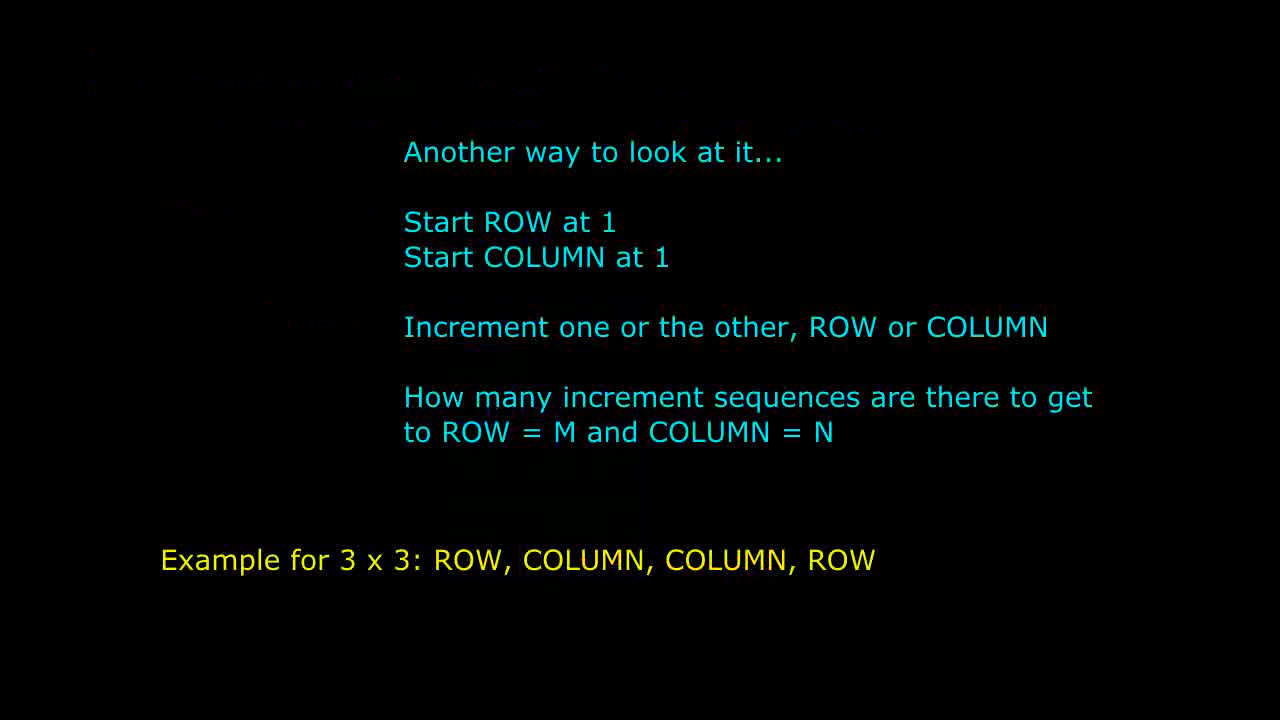 Another way to look at it...
Start ROW at 1
Start COLUMN at 1
Increment one or the other, ROW or COLUMN
How many increment sequences are there to get
to ROW = M and COLUMN = N
Example for 3 x 3: ROW, COLUMN, COLUMN, ROW